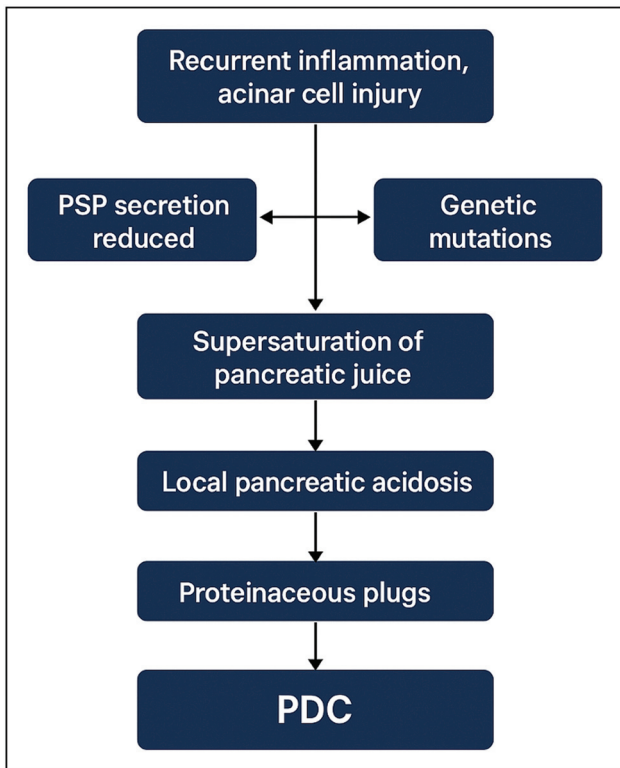 Recurrent inflammation,
acinar cell injury
PSP secretion
reduced
Genetic
mutations
Supersaturation of
pancreatic juice
Local pancreatic acidosis
Proteinaceous plugs
PDC